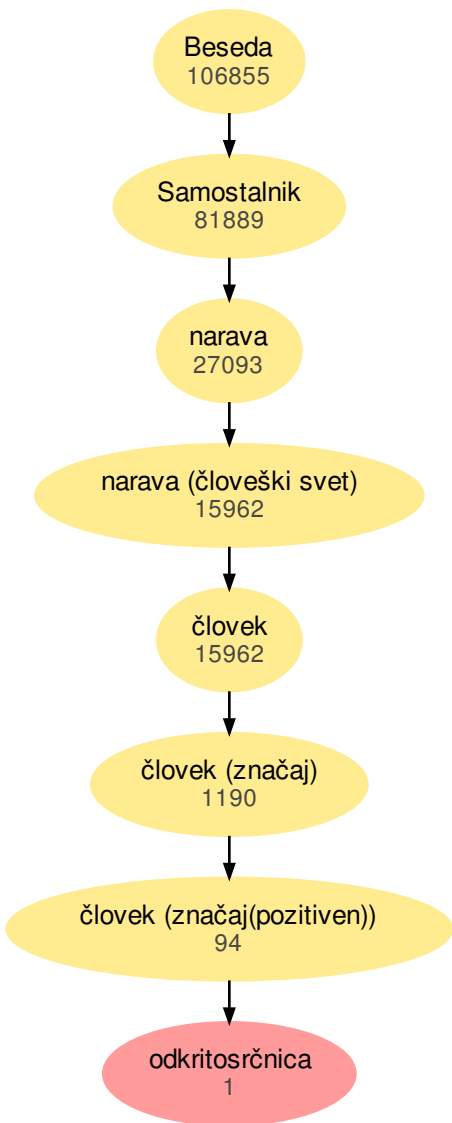 Beseda
106855
Samostalnik
81889
narava
27093
narava (človeški svet)
15962
človek
15962
človek (značaj)
1190
človek (značaj(pozitiven))
94
odkritosrčnica
1